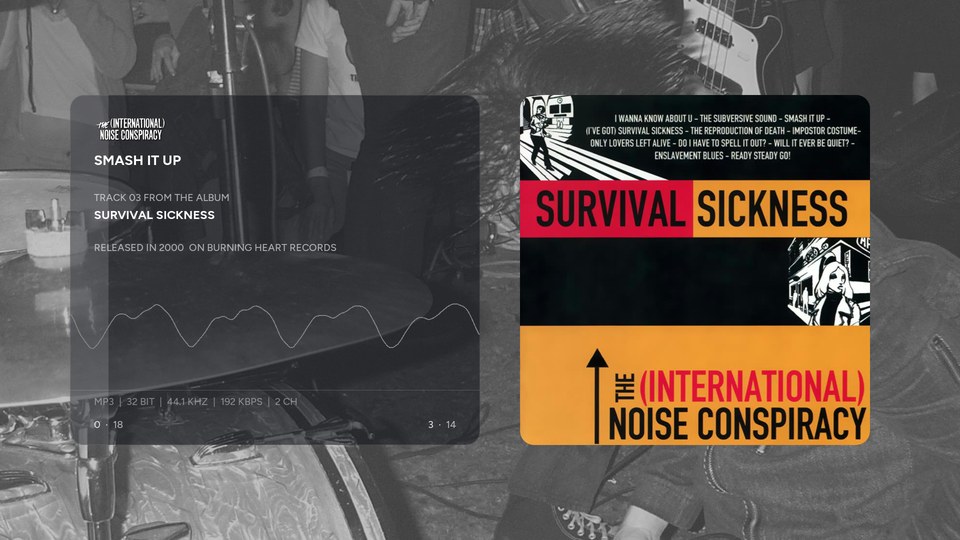 THE (INTERNATIONAL)
NOISE CONSPIRACY
SMASH IT UP
TRACK 03 FROM THE ALBUM
SURVIVAL SICKNESS
RELEASED IN 2000 ON BURNING HEART RECORDS
MP3 | 32 BIT | 44.1 KHZ | 192 KBPS | 2 CH
0 · 18
3 · 14
I WANNA KNOW ABOUT U – THE SUBVERSIVE SOUND – SMASH IT UP –
(I'VE GOT) SURVIVAL SICKNESS – THE REPRODUCTION OF DEATH – IMPOSTOR COSTUME–
ONLY LOVERS LEFT ALIVE – DO I HAVE TO SPELL IT OUT? – WILL IT EVER BE QUIET? –
ENSLAVEMENT BLUES – READY STEADY GO!
SURVIVAL SICKNESS
THE (INTERNATIONAL)
NOISE CONSPIRACY